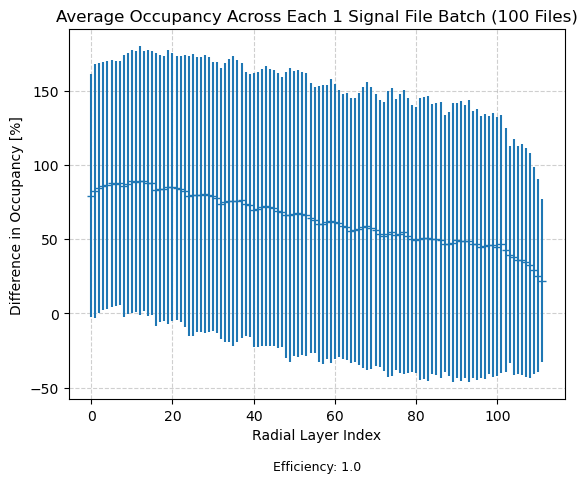 Average Occupancy Across Each 1 Signal File Batch (100 Files)
Difference in Occupancy [%]
150
100
50
0
−50
0 20 40 60 80 100
Radial Layer Index
Efficiency: 1.0